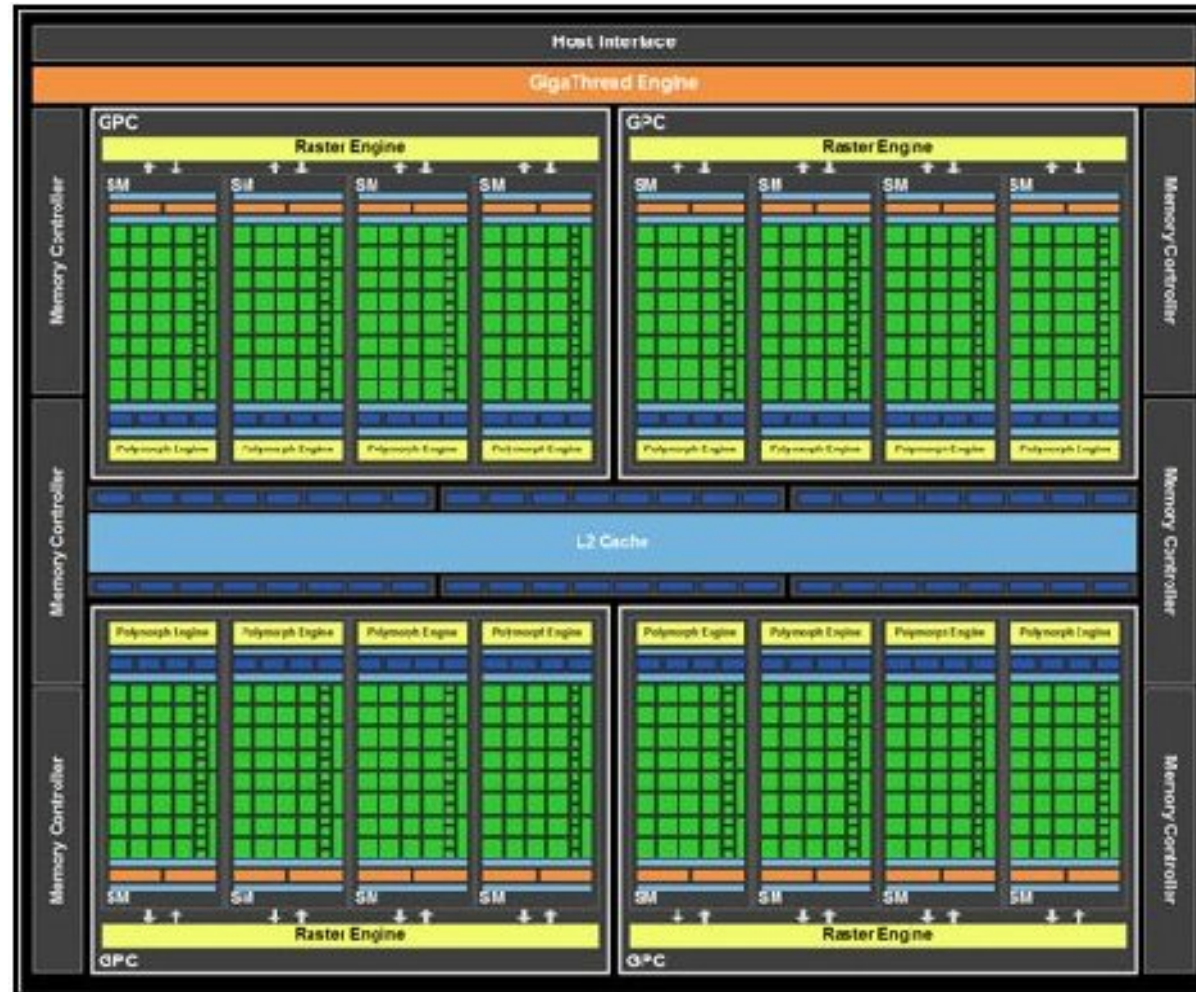 Host Interface
GigaThread Engine
GPC
GPC
Raster Engine
Raster Engine
SM SM SM SM
SM SM SM SM
Memory Controller
Memory Controller
Polymorph Engine Polymorph Engine Polymorph Engine Polymorph Engine
Polymorph Engine Polymorph Engine Polymorph Engine Polymorph Engine
L2 Cache
Memory Controller
Memory Controller
Polymorph Engine Polymorph Engine Polymorph Engine Polymorph Engine
Polymorph Engine Polymorph Engine Polymorph Engine Polymorph Engine
Memory Controller
Memory Controller
SM SM SM SM
SM SM SM SM
Raster Engine
Raster Engine
GPC
GPC